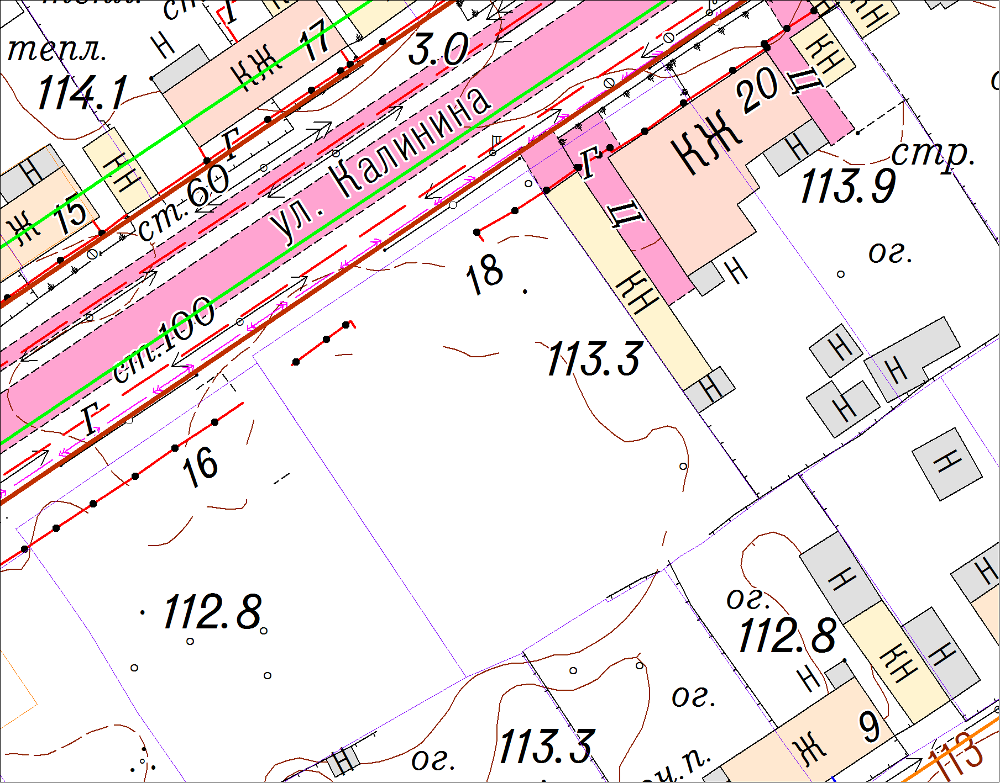 ст.
Г
Н
тепл.
114.1
КЖ 17
3.0
КН
КН
Д
КЖ 20
Н
стр.
113.9
ог.
Н
КН
Г
Н
Ж 15
ст.60
ул. Калинина
Г
Д
18
КН
Н
113.3
Н
Н
Н
Н
ст.100
Г
16
112.8
Н
Н
Н
ог.
112.8
КН
Н
Н
ог.
Ж 9
113
113.3
ог.
Н